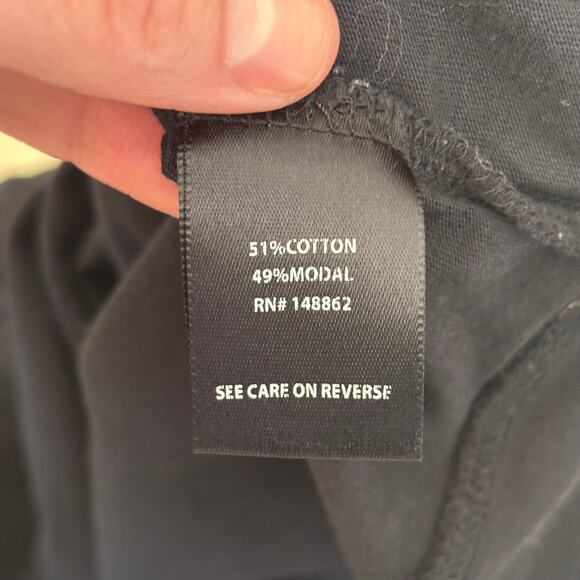 51%COTTON
49%MODAL
RN# 148862
SEE CARE ON REVERSE